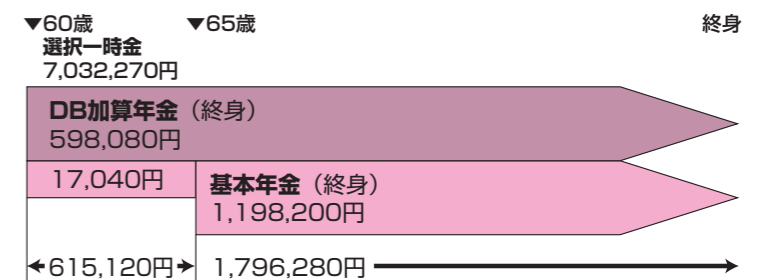 ▼60歳 ▼65歳 終身
選択一時金
7,032,270円
DB加算年金（終身）
598,080円
17,040円 基本年金（終身）
1,198,200円
615,120円 1,796,280円